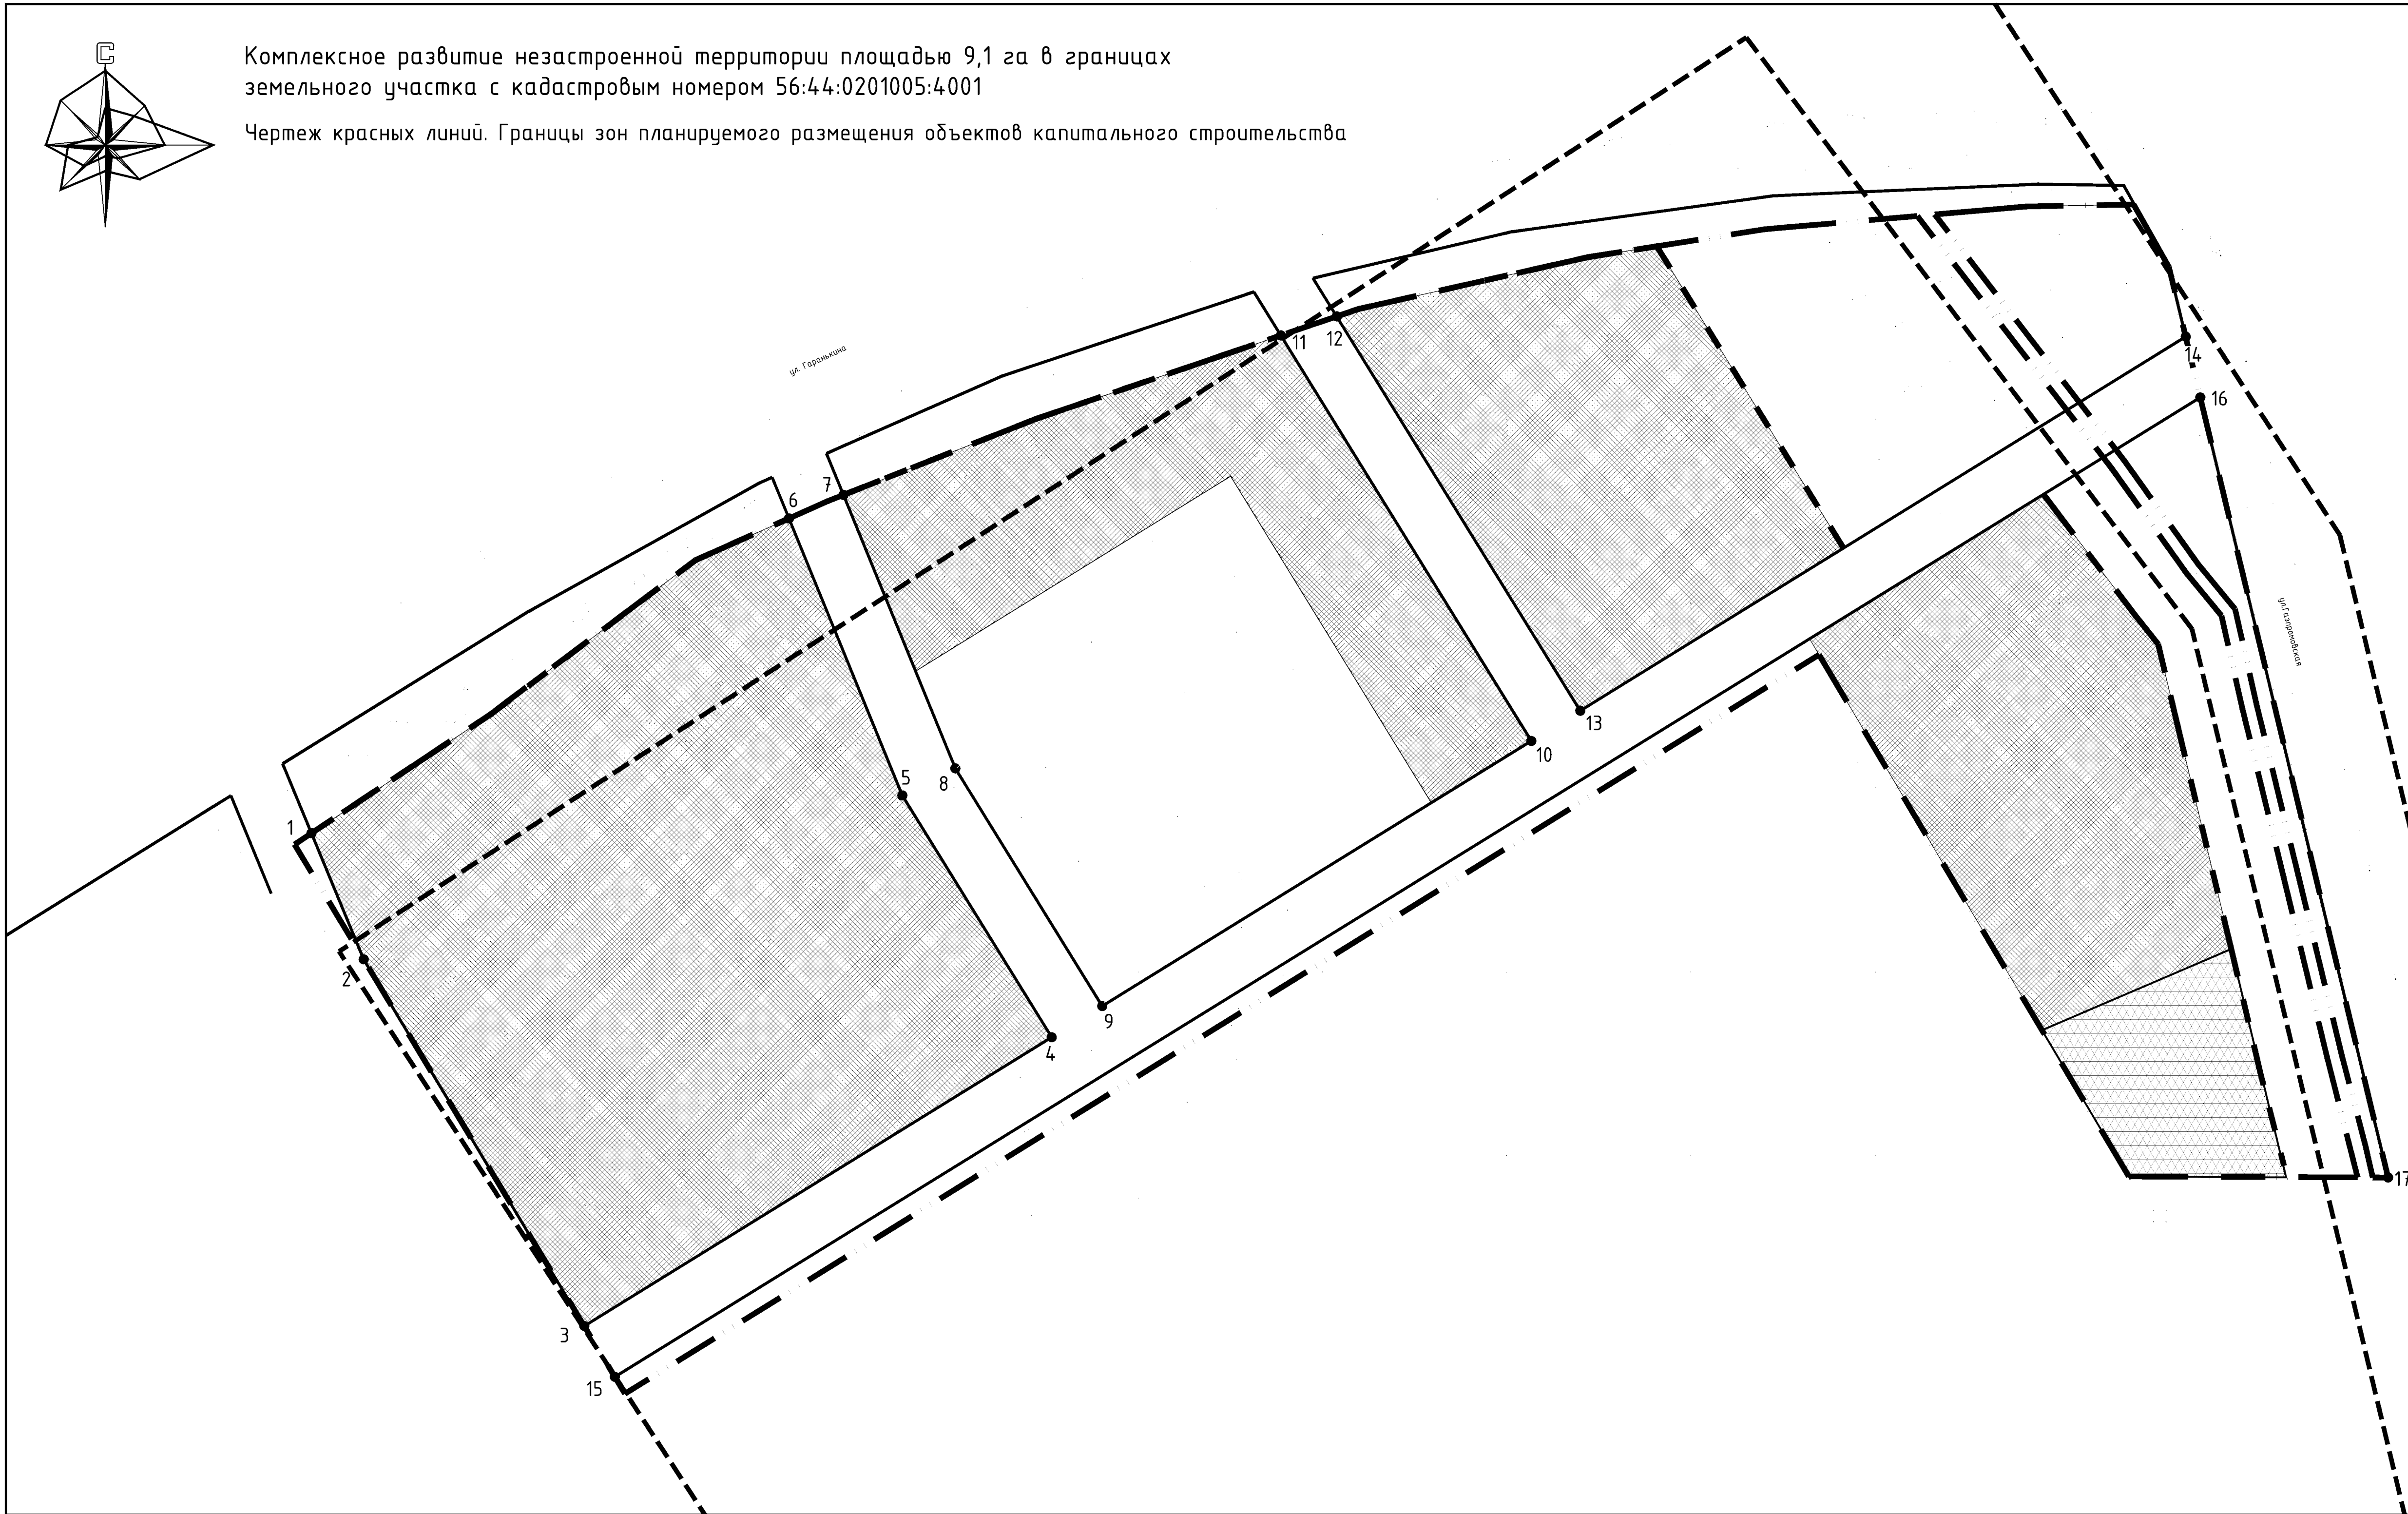 С
Комплексное развитие незастроенной территории площадью 9,1 га в границах
земельного участка с кадастровым номером 56:44:0201005:4001
Чертеж красных линий. Границы зон планируемого размещения объектов капитального строительства
11
12
14
ул. Гаранькина
16
7
6
ул.Газпромовская
13
10
5
8
1
2
9
4
17
3
15